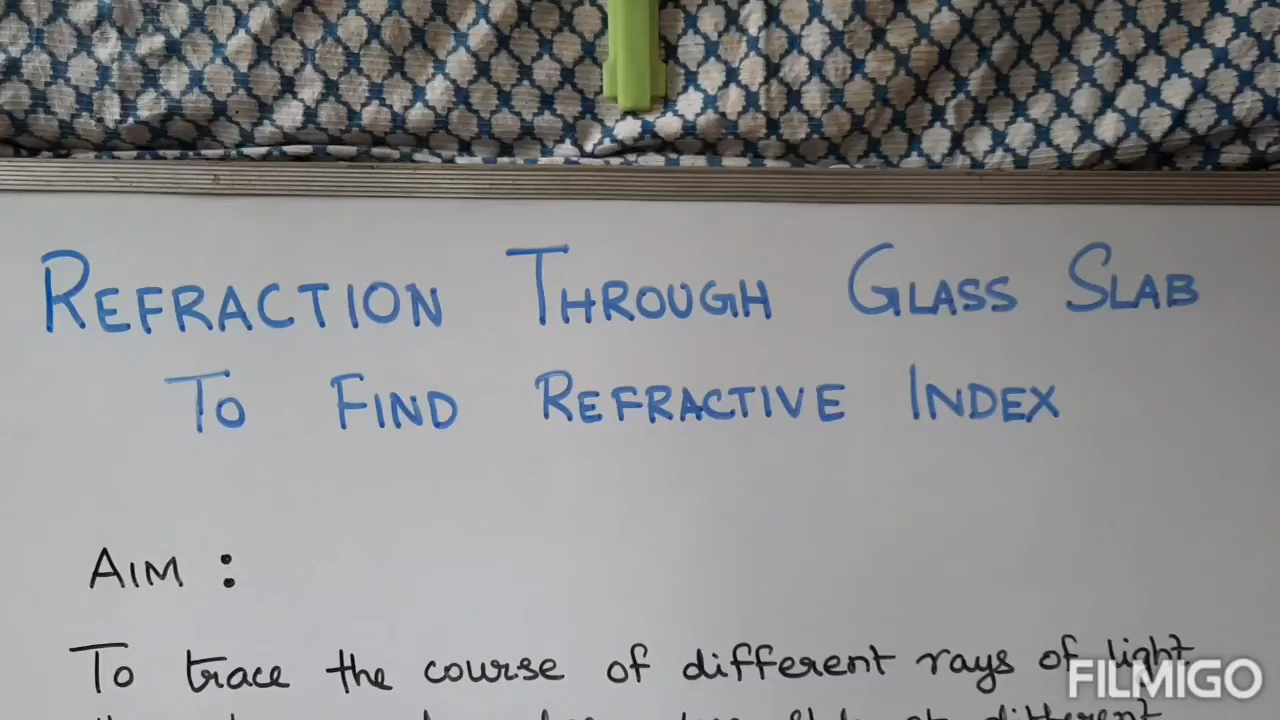 REFRACTION THROUGH GLASS SLAB
TO FIND REFRACTIVE INDEX
AIM :
To trace the course of different rays of light
different
FILMIGO